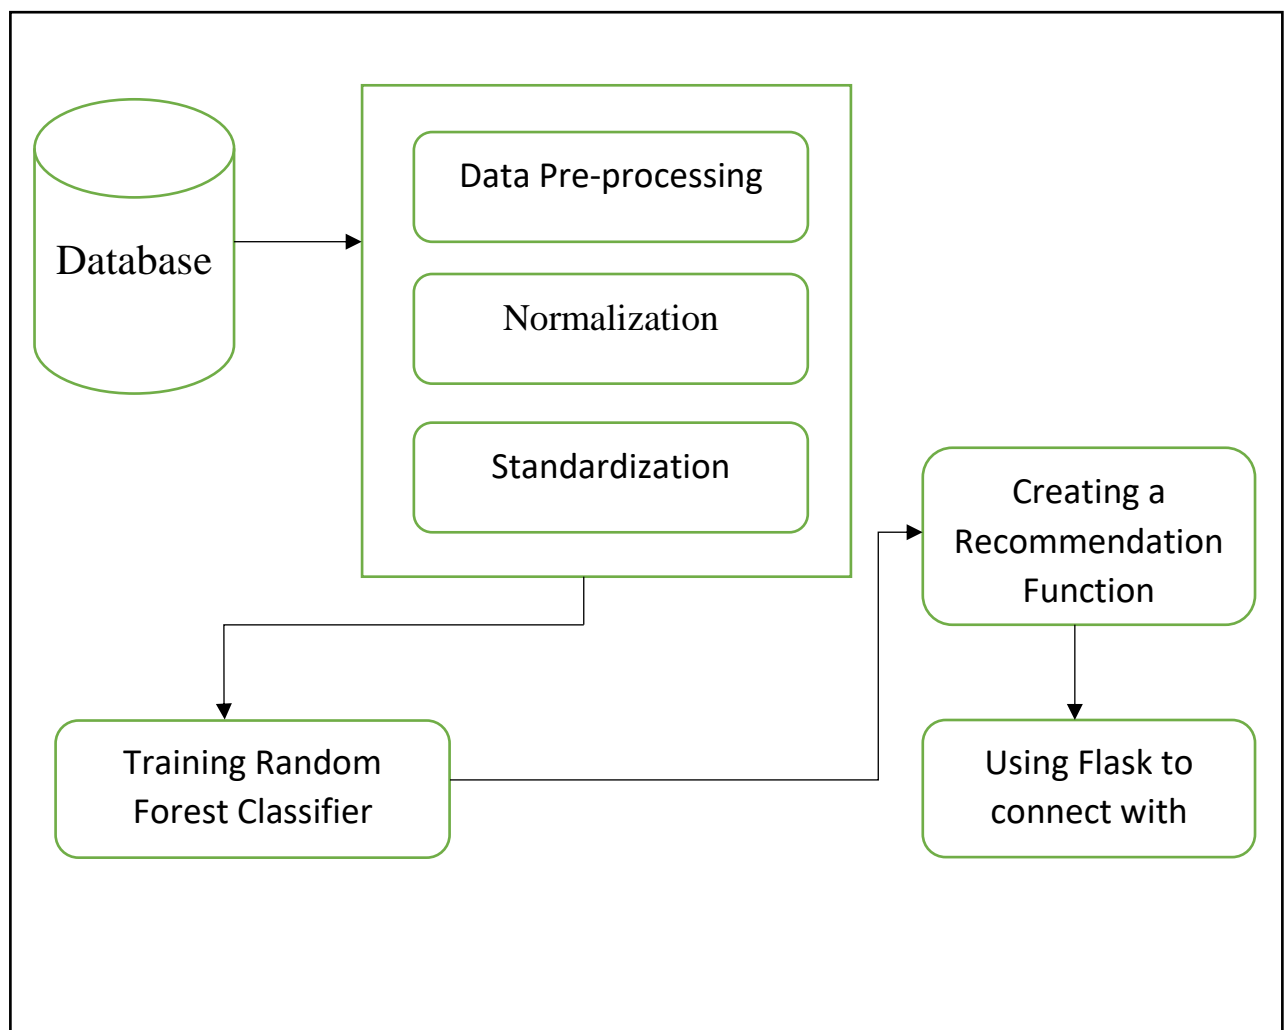 Database
Data Pre-processing
Normalization
Standardization
Training Random
Forest Classifier
Creating a
Recommendation
Function
Using Flask to
connect with